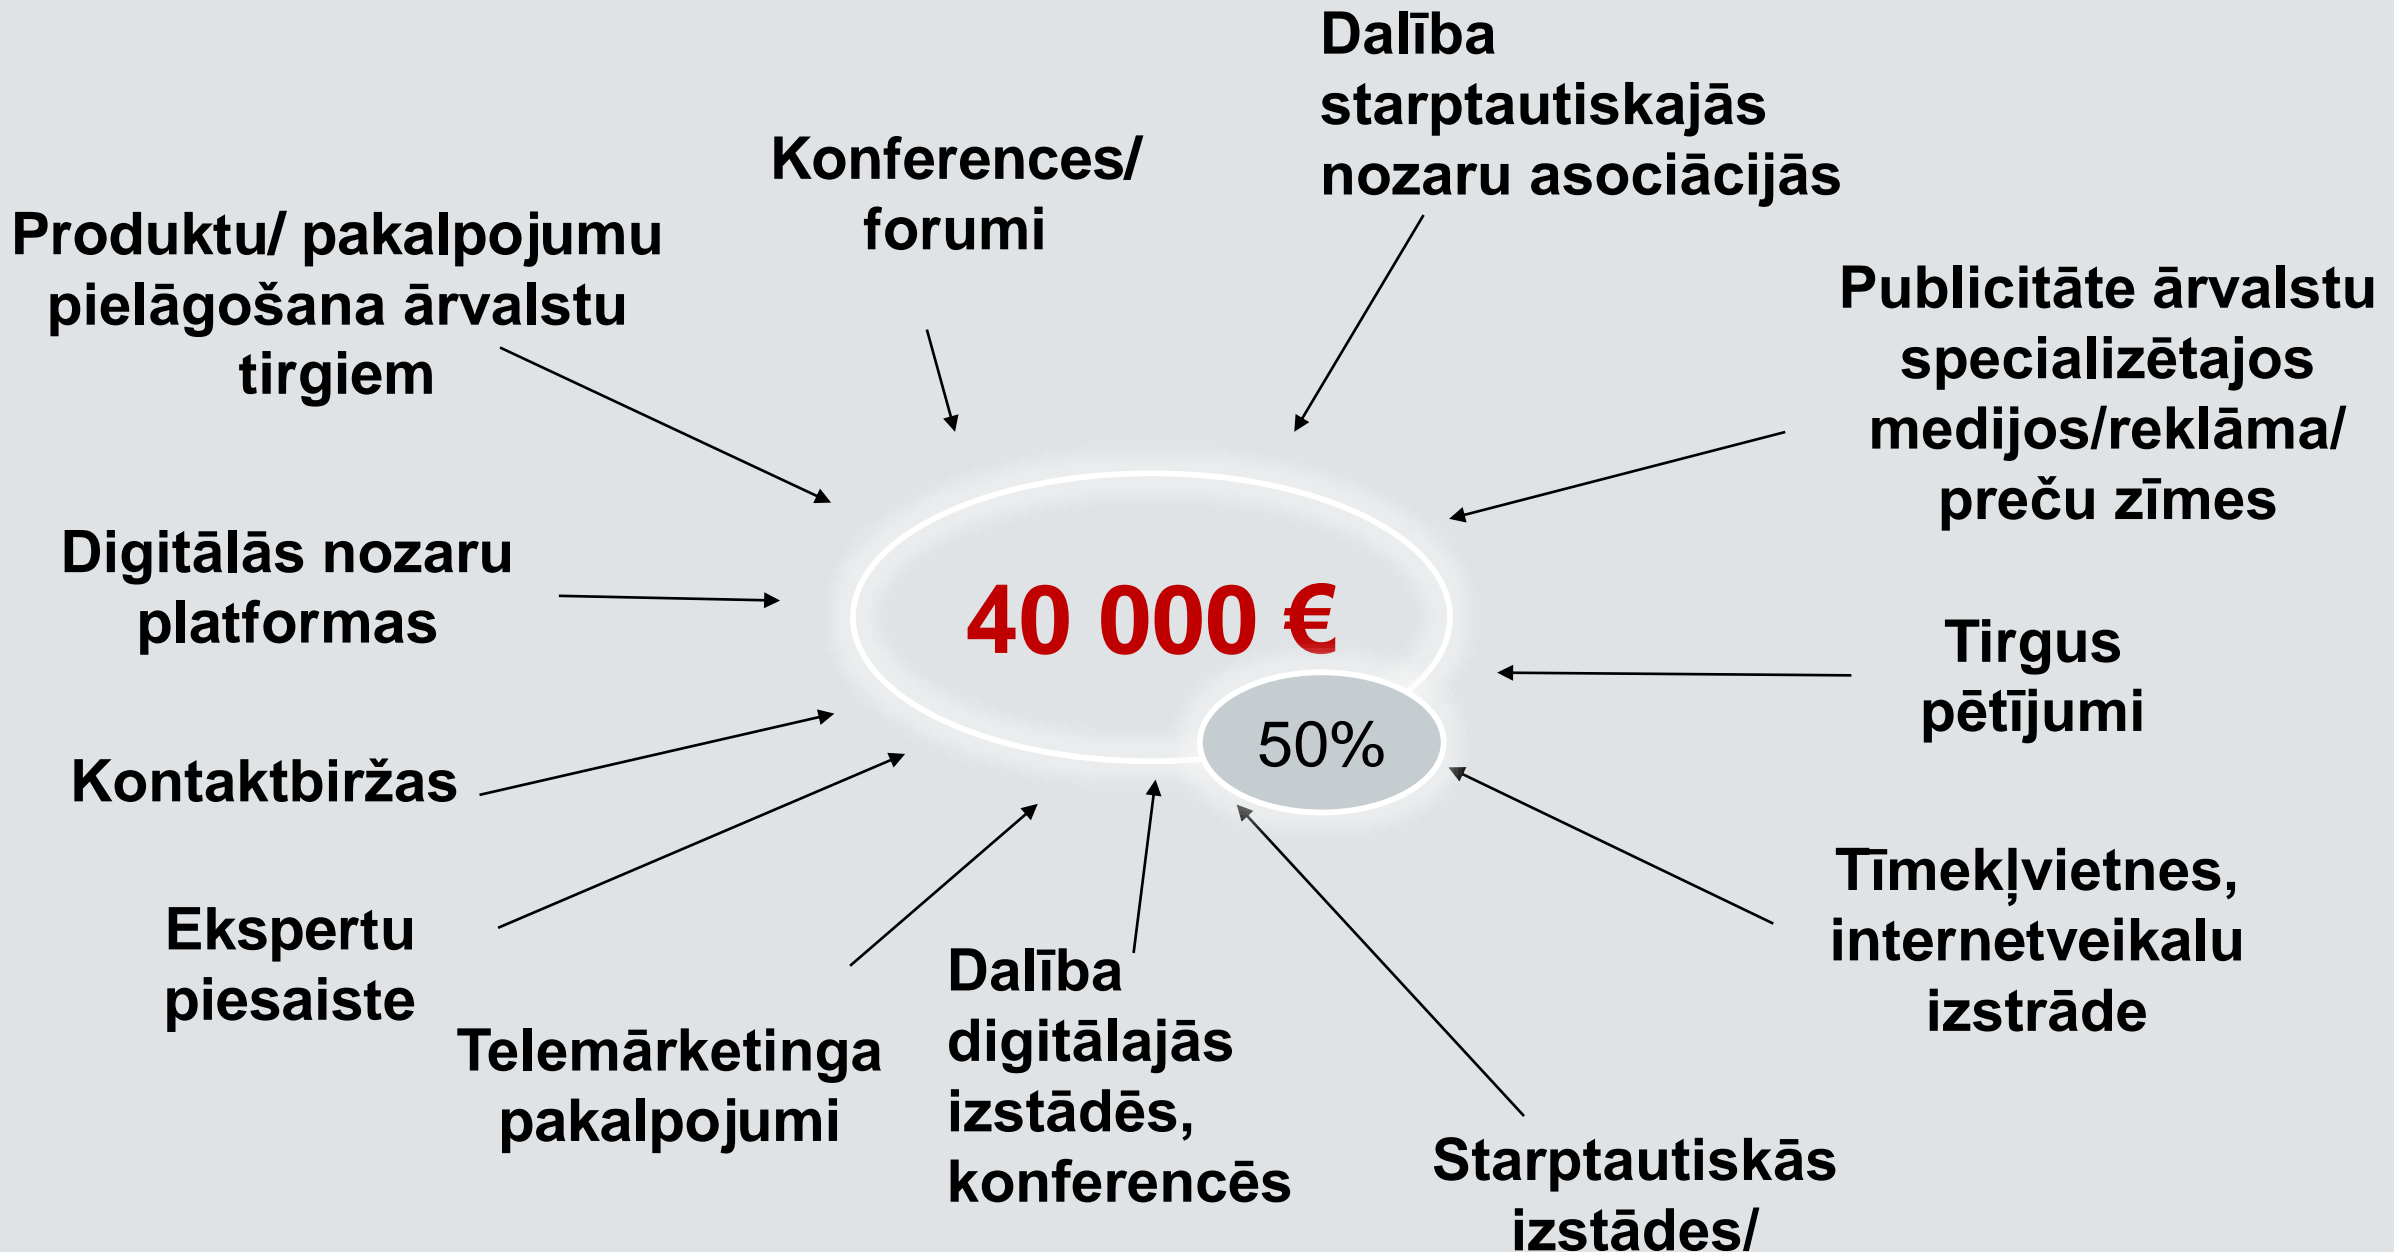 Dalība
starptautiskajās
nozaru asociācijās
Konferences/
forumi
Produktu/ pakalpojumu
pielāgošana ārvalstu
tirgiem
Publicitāte ārvalstu
specializētajos
medijos/reklāma/
preču zīmes
Digitālās nozaru
platformas
40 000 €
50%
Tirgus
pētījumi
Kontaktbiržas
Tīmekļvietnes,
internetveikalu
izstrāde
Ekspertu
piesaiste
Telemārketinga
pakalpojumi
Dalība
digitālajās
izstādēs,
konferencēs
Starptautiskās
izstādes/